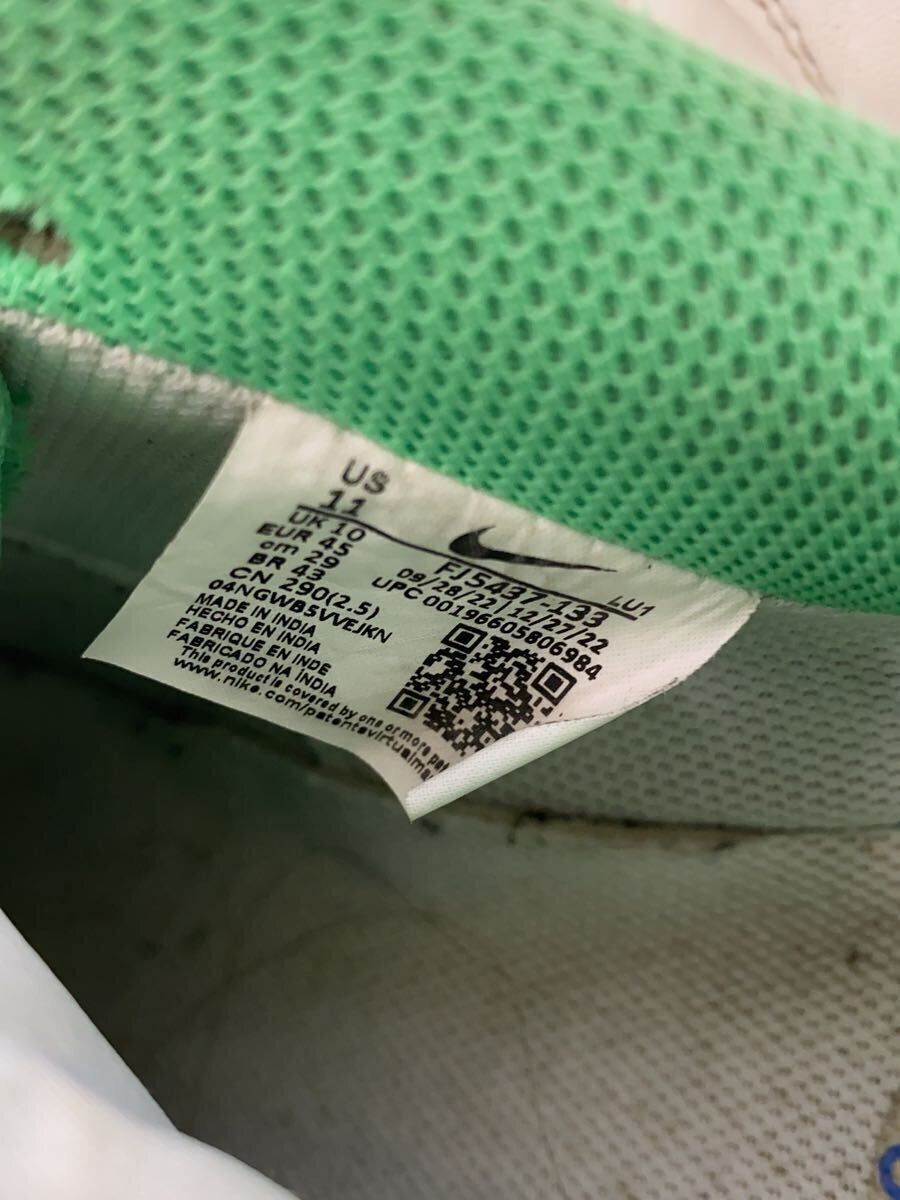 US
11
UK 10
EUR 45
cm 29
BR 43
CN 290(2.5)
04NGWB5VVEJKN
MADE IN INDIA
HECHO EN INDIA
FABRIQUE EN INDE
FABRICADO NA ÍNDIA
This product is covered by one or more
www.nike.com/patentsvirtual
LU1
FJ5437-133
09/28/22 | 12/27/22
UPC 00196605806984